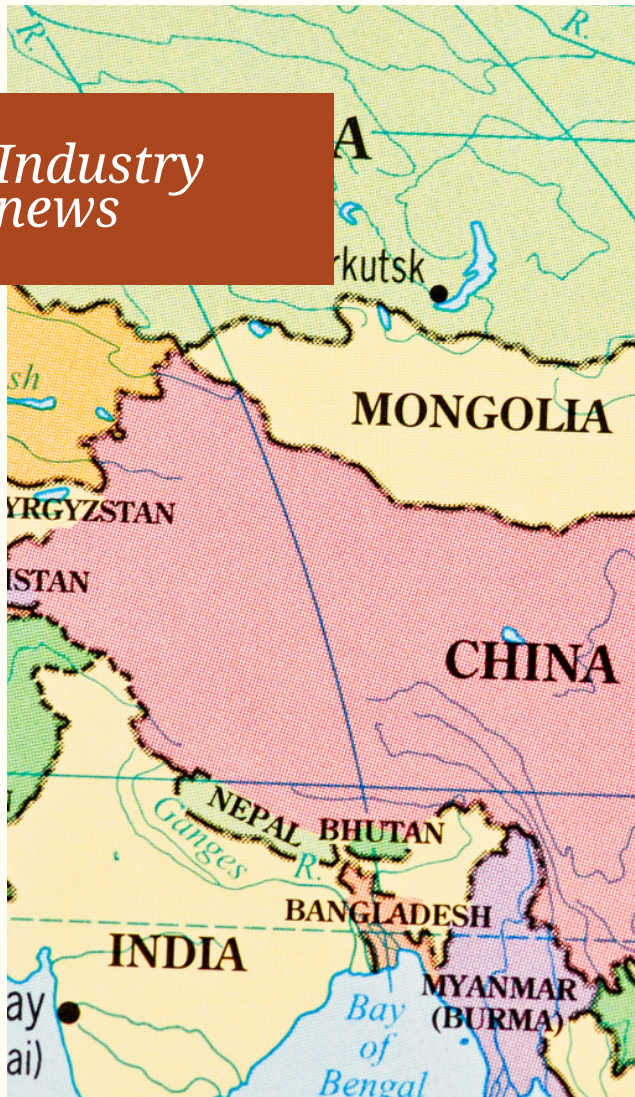 R.
R.
Industry
news
A
rkutsk
sh
MONGOLIA
YRGYZSTAN
ISTAN
CHINA
NEPAL
BHUTAN
Ganges
R.
BANGLADESH
INDIA
MYANMAR
(BURMA)
ay
ai)
Bay
of
Bengal